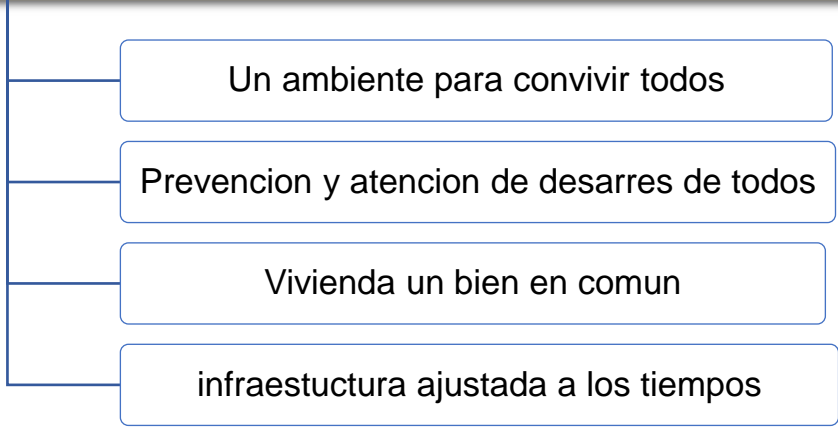 Un ambiente para convivir todos
Prevencion y atencion de desarres de todos
Vivienda un bien en comun
infraestuctura ajustada a los tiempos